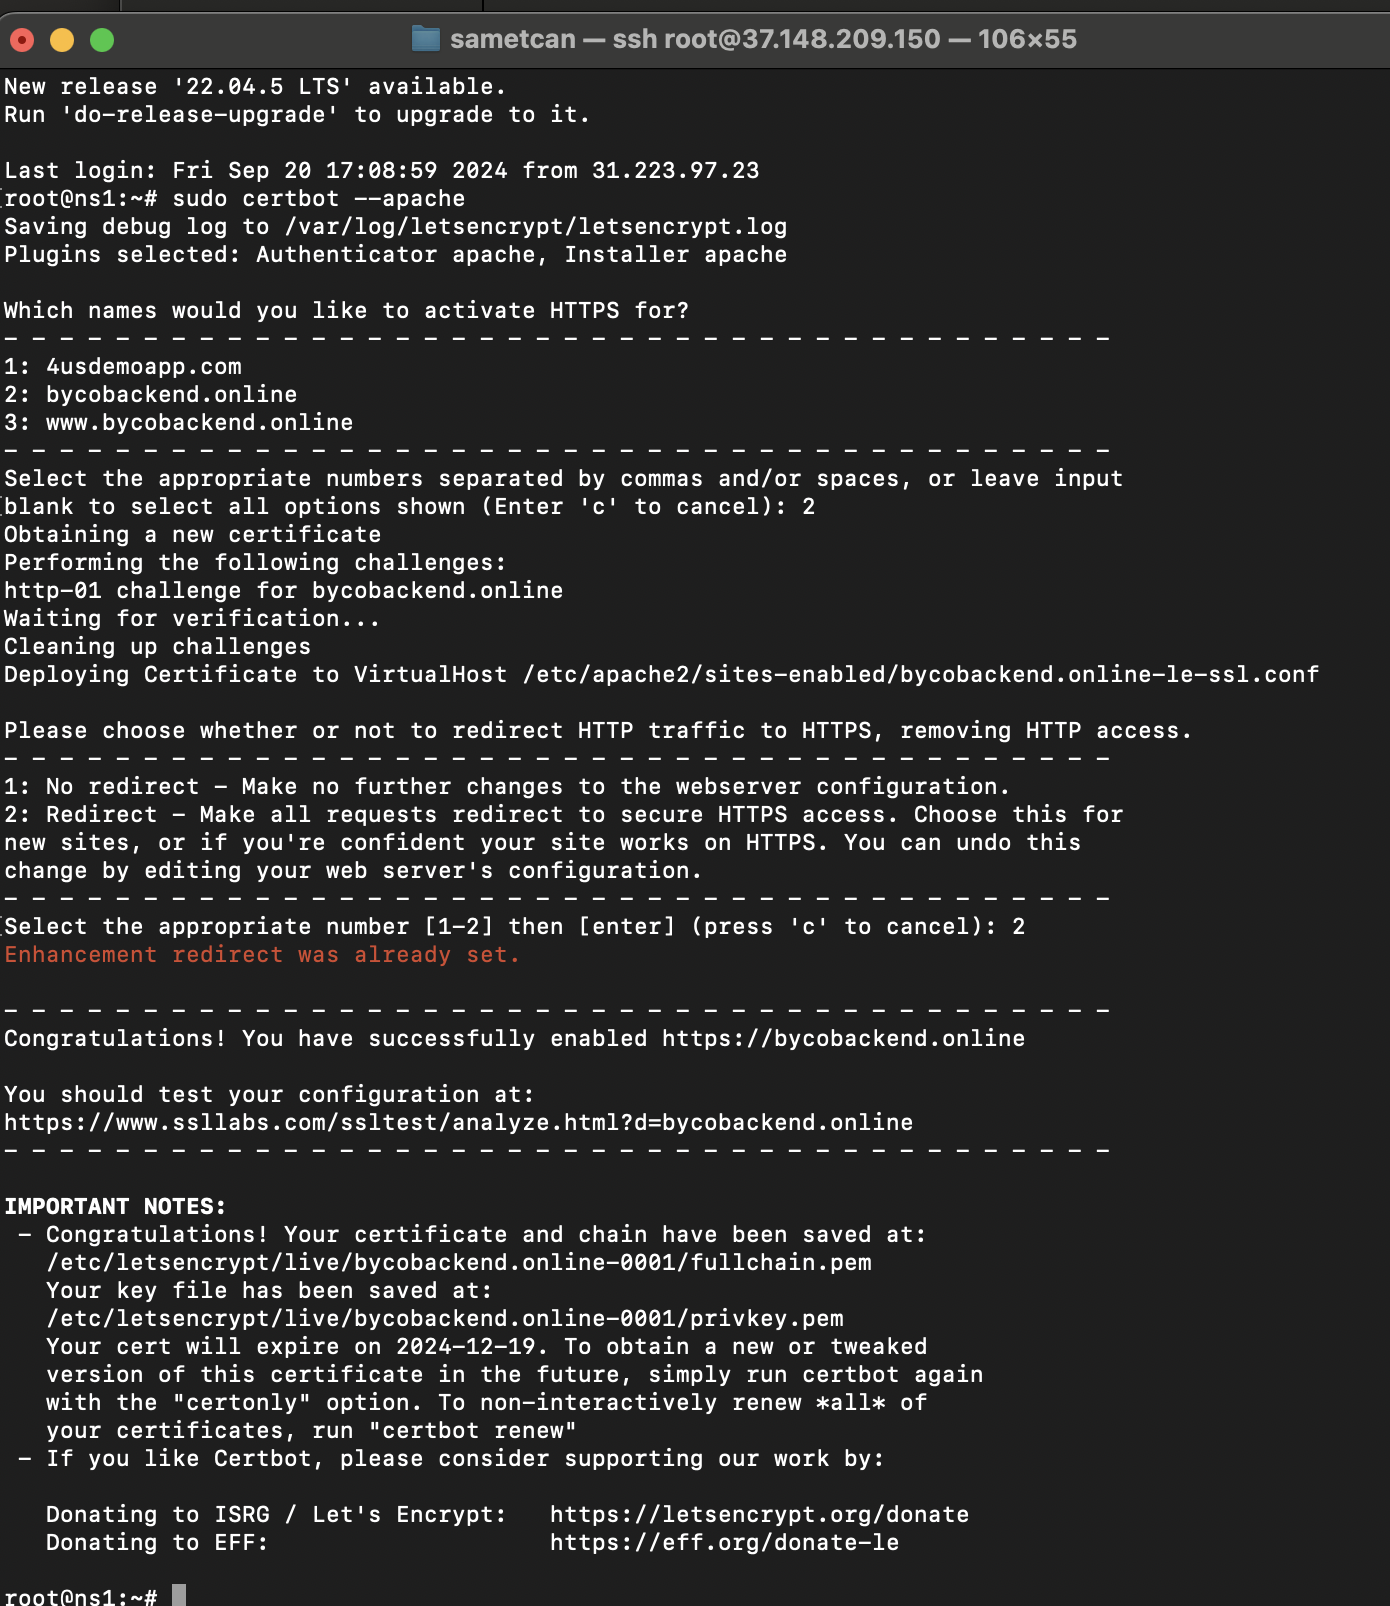 sametcan — ssh root@37.148.209.150 — 106×55
New release '22.04.5 LTS' available.
Run 'do-release-upgrade' to upgrade to it.
Last login: Fri Sep 20 17:08:59 2024 from 31.223.97.23
root@ns1:~# sudo certbot --apache
Saving debug log to /var/log/letsencrypt/letsencrypt.log
Plugins selected: Authenticator apache, Installer apache
Which names would you like to activate HTTPS for?
- - - - - - - - - - - - - - - - - - - - - - - - - - - - - - - - - - - - - - - -
1: 4usdemoapp.com
2: bycobackend.online
3: www.bycobackend.online
- - - - - - - - - - - - - - - - - - - - - - - - - - - - - - - - - - - - - - - -
Select the appropriate numbers separated by commas and/or spaces, or leave input
blank to select all options shown (Enter 'c' to cancel): 2
Obtaining a new certificate
Performing the following challenges:
http-01 challenge for bycobackend.online
Waiting for verification...
Cleaning up challenges
Deploying Certificate to VirtualHost /etc/apache2/sites-enabled/bycobackend.online-le-ssl.conf
Please choose whether or not to redirect HTTP traffic to HTTPS, removing HTTP access.
- - - - - - - - - - - - - - - - - - - - - - - - - - - - - - - - - - - - - - - -
1: No redirect - Make no further changes to the webserver configuration.
2: Redirect - Make all requests redirect to secure HTTPS access. Choose this for
new sites, or if you're confident your site works on HTTPS. You can undo this
change by editing your web server's configuration.
- - - - - - - - - - - - - - - - - - - - - - - - - - - - - - - - - - - - - - - -
Select the appropriate number [1-2] then [enter] (press 'c' to cancel): 2
Enhancement redirect was already set.
- - - - - - - - - - - - - - - - - - - - - - - - - - - - - - - - - - - - - - - -
Congratulations! You have successfully enabled https://bycobackend.online
You should test your configuration at:
https://www.ssllabs.com/ssltest/analyze.html?d=bycobackend.online
- - - - - - - - - - - - - - - - - - - - - - - - - - - - - - - - - - - - - - - -
IMPORTANT NOTES:
- Congratulations! Your certificate and chain have been saved at:
/etc/letsencrypt/live/bycobackend.online-0001/fullchain.pem
Your key file has been saved at:
/etc/letsencrypt/live/bycobackend.online-0001/privkey.pem
Your cert will expire on 2024-12-19. To obtain a new or tweaked
version of this certificate in the future, simply run certbot again
with the "certonly" option. To non-interactively renew *all* of
your certificates, run "certbot renew"
- If you like Certbot, please consider supporting our work by:
Donating to ISRG / Let's Encrypt:   https://letsencrypt.org/donate
Donating to EFF:                    https://eff.org/donate-le
root@ns1:~#